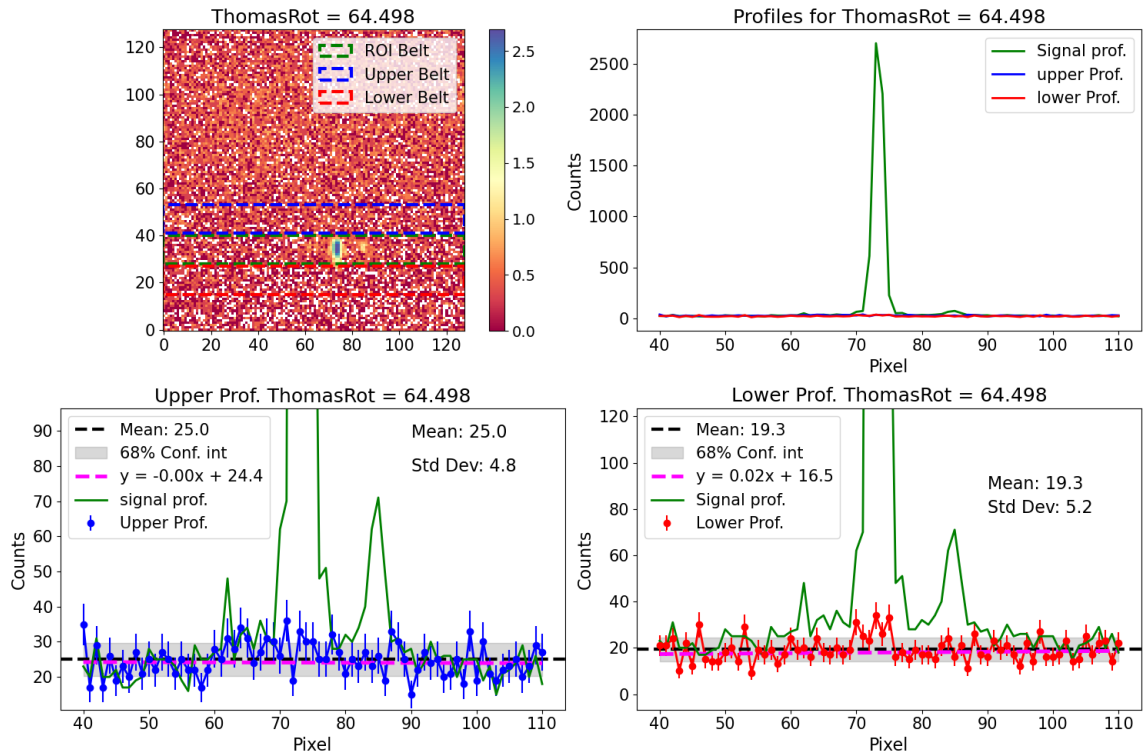 ThomasRot = 64.498
120
100
80
60
40
20
0
0 20 40 60 80 100 120
ROI Belt
Upper Belt
Lower Belt
2.5
2.0
1.5
1.0
0.5
0.0
Profiles for ThomasRot = 64.498
Counts
2500
2000
1500
1000
500
0
40 50 60 70 80 90 100 110
Pixel
Signal prof.
upper Prof.
lower Prof.
Upper Prof. ThomasRot = 64.498
Counts
90
80
70
60
50
40
30
20
40 50 60 70 80 90 100 110
Pixel
Mean: 25.0
68% Conf. int
y = -0.00x + 24.4
signal prof.
Upper Prof.
Mean: 25.0
Std Dev: 4.8
Lower Prof. ThomasRot = 64.498
Counts
120
100
80
60
40
20
0
40 50 60 70 80 90 100 110
Pixel
Mean: 19.3
68% Conf. int
y = 0.02x + 16.5
Signal prof.
Lower Prof.
Mean: 19.3
Std Dev: 5.2